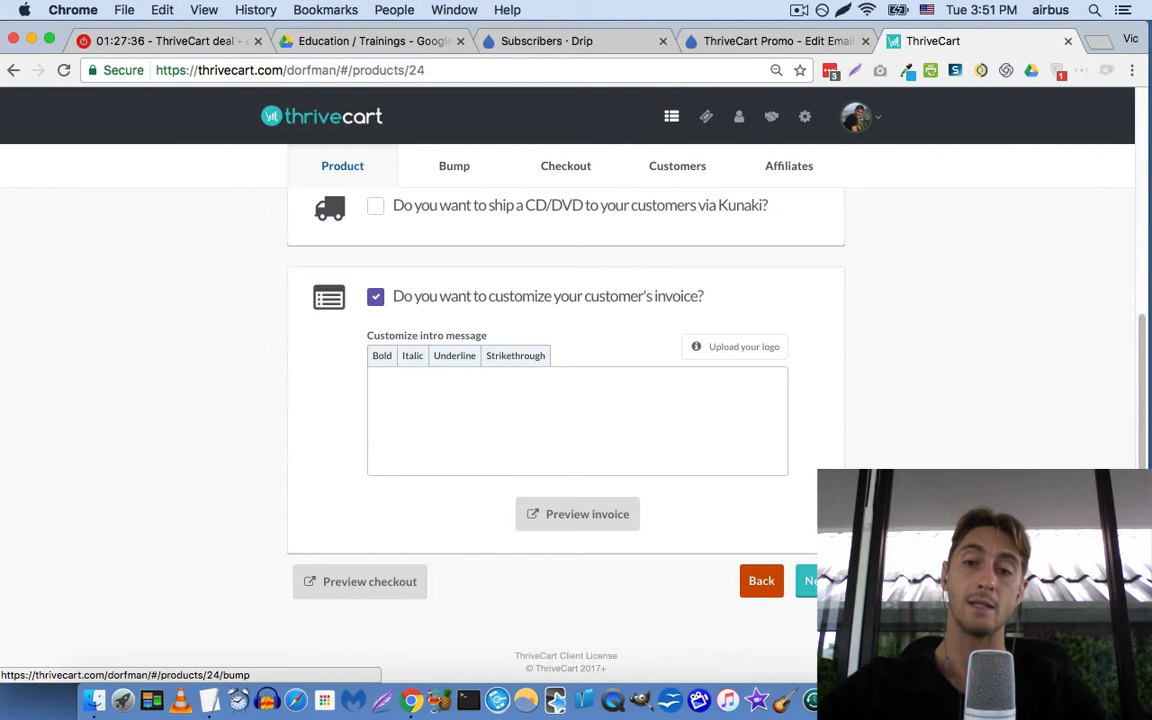 Chrome File Edit View History Bookmarks People Window Help Tue 3:51 PM airbus
01:27:36 - ThriveCart deal - Education / Trainings - Google Subscribers · Drip ThriveCart Promo - Edit Email ThriveCart Vic
Secure https://thrivecart.com/dorfman/#/products/24 3 1
thrivecart
Product Bump Checkout Customers Affiliates
Do you want to ship a CD/DVD to your customers via Kunaki?
Do you want to customize your customer's invoice?
Customize intro message
Upload your logo
Bold Italic Underline Strikethrough
Preview invoice
Preview checkout Back
ThriveCart Client License
© ThriveCart 2017+
https://thrivecart.com/dorfman/#/products/24/bump